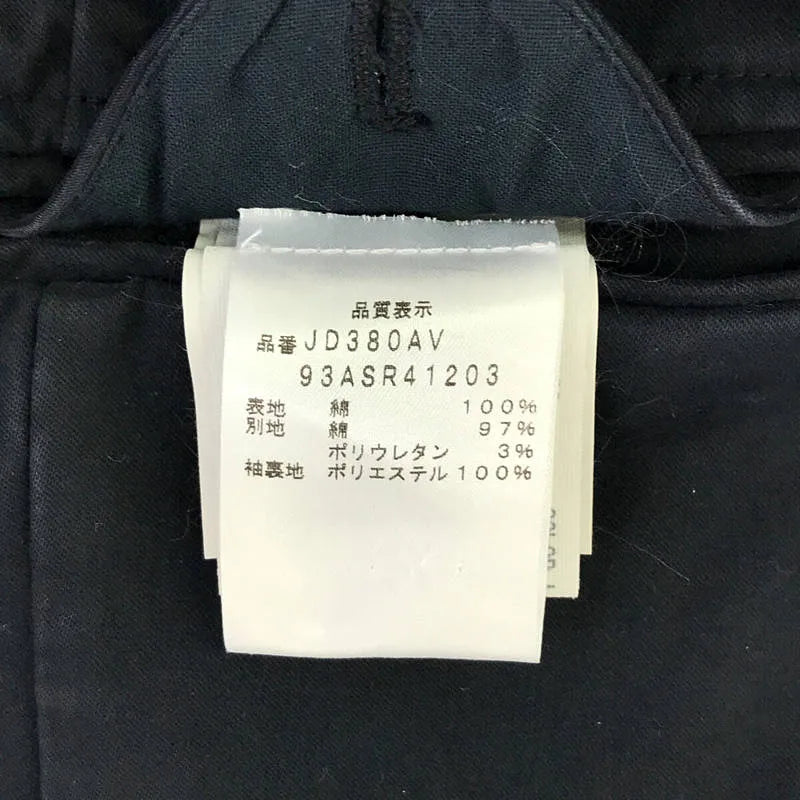 品質表示
品番 JD380AV
93ASR41203
表地 綿 100%
別地 綿 97%
ポリウレタン 3%
袖裏地 ポリエステル 100%